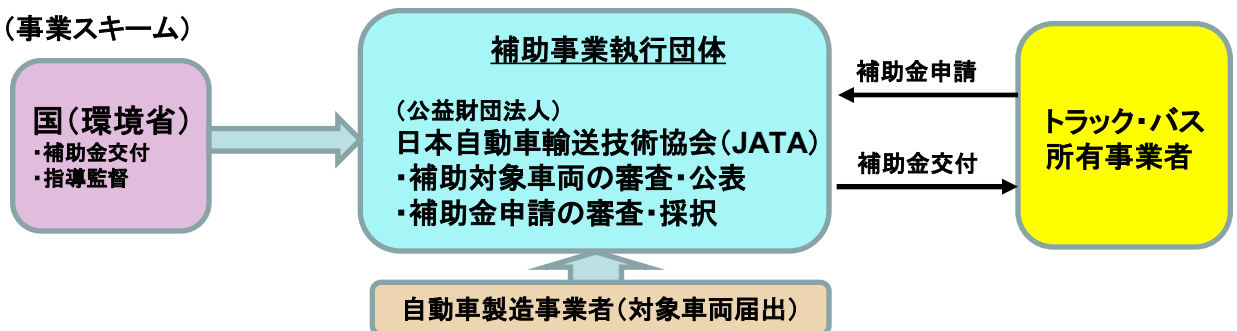 （事業スキーム）
国（環境省）
・補助金交付
・指導監督
補助事業執行団体
（公益財団法人）
日本自動車輸送技術協会（JATA）
・補助対象車両の審査・公表
・補助金申請の審査・採択
補助金申請
補助金交付
トラック・バス
所有事業者
自動車製造事業者（対象車両届出）